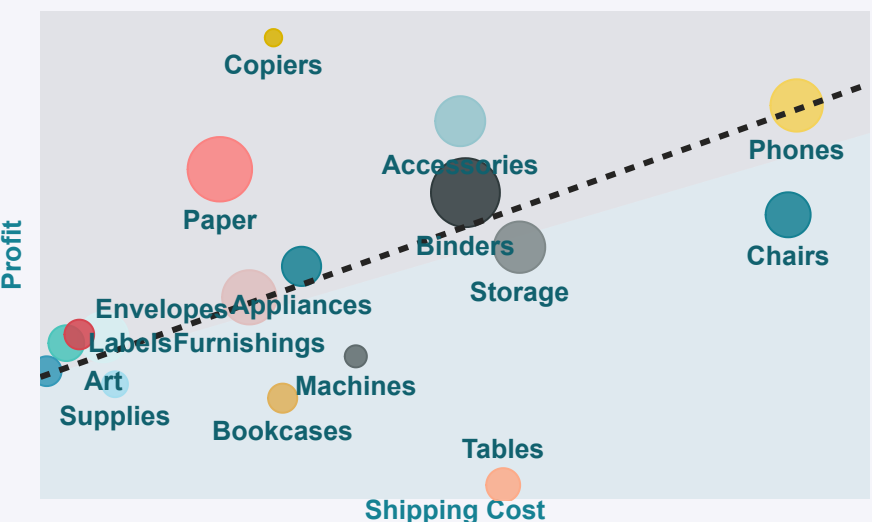 Copiers
Accessories
Phones
Paper
Profit
Binders
Chairs
Storage
Envelopes
Appliances
Labels
Furnishings
Art
Machines
Supplies
Bookcases
Tables
Shipping Cost